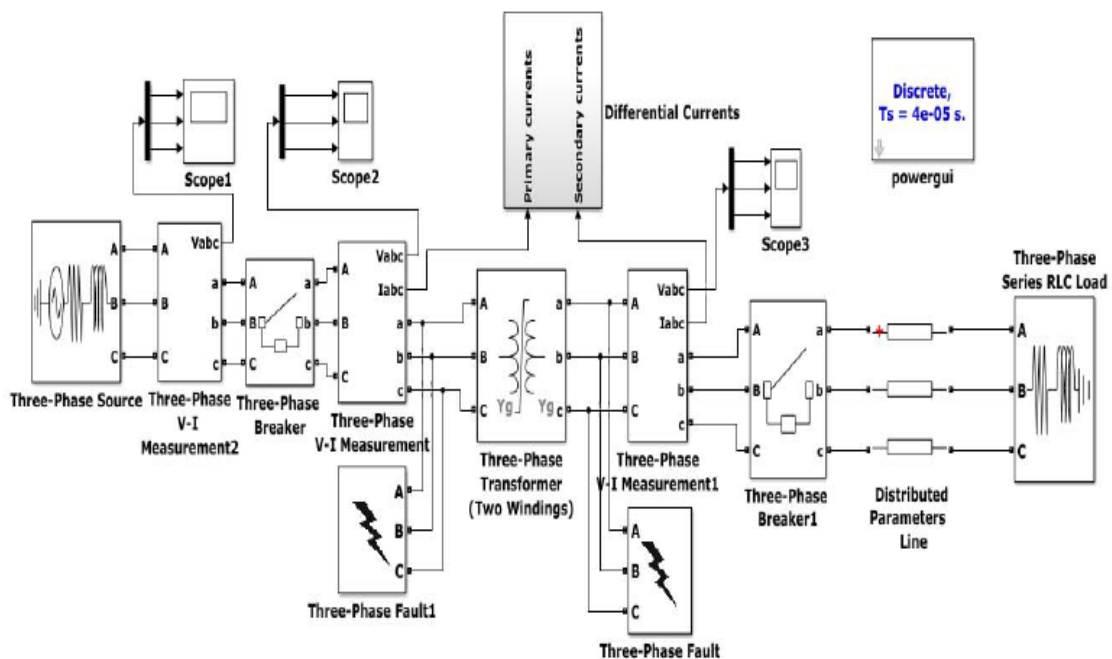 Discrete,
Ts = 4e-05 s.
powergui
Primary currents
Secondary currents
Differential Currents
Scope1
Scope2
Scope3
A
B
C
Three-Phase Source
A
B
C
Vabc
a
b
c
Three-Phase
V-I
Measurement2
A
B
C
a
b
c
Three-Phase
Breaker
A
B
C
Vabc
Iabc
a
b
c
Three-Phase
V-I Measurement
A
B
C
Yg
Yg
a
b
c
Three-Phase
Transformer
(Two Windings)
A
B
C
Vabc
Iabc
a
b
c
Three-Phase
V-I Measurement1
A
B
C
a
b
c
Three-Phase
Breaker1
Distributed
Parameters
Line
Three-Phase
Series RLC Load
A
B
C
A
B
C
Three-Phase Fault1
A
B
C
Three-Phase Fault